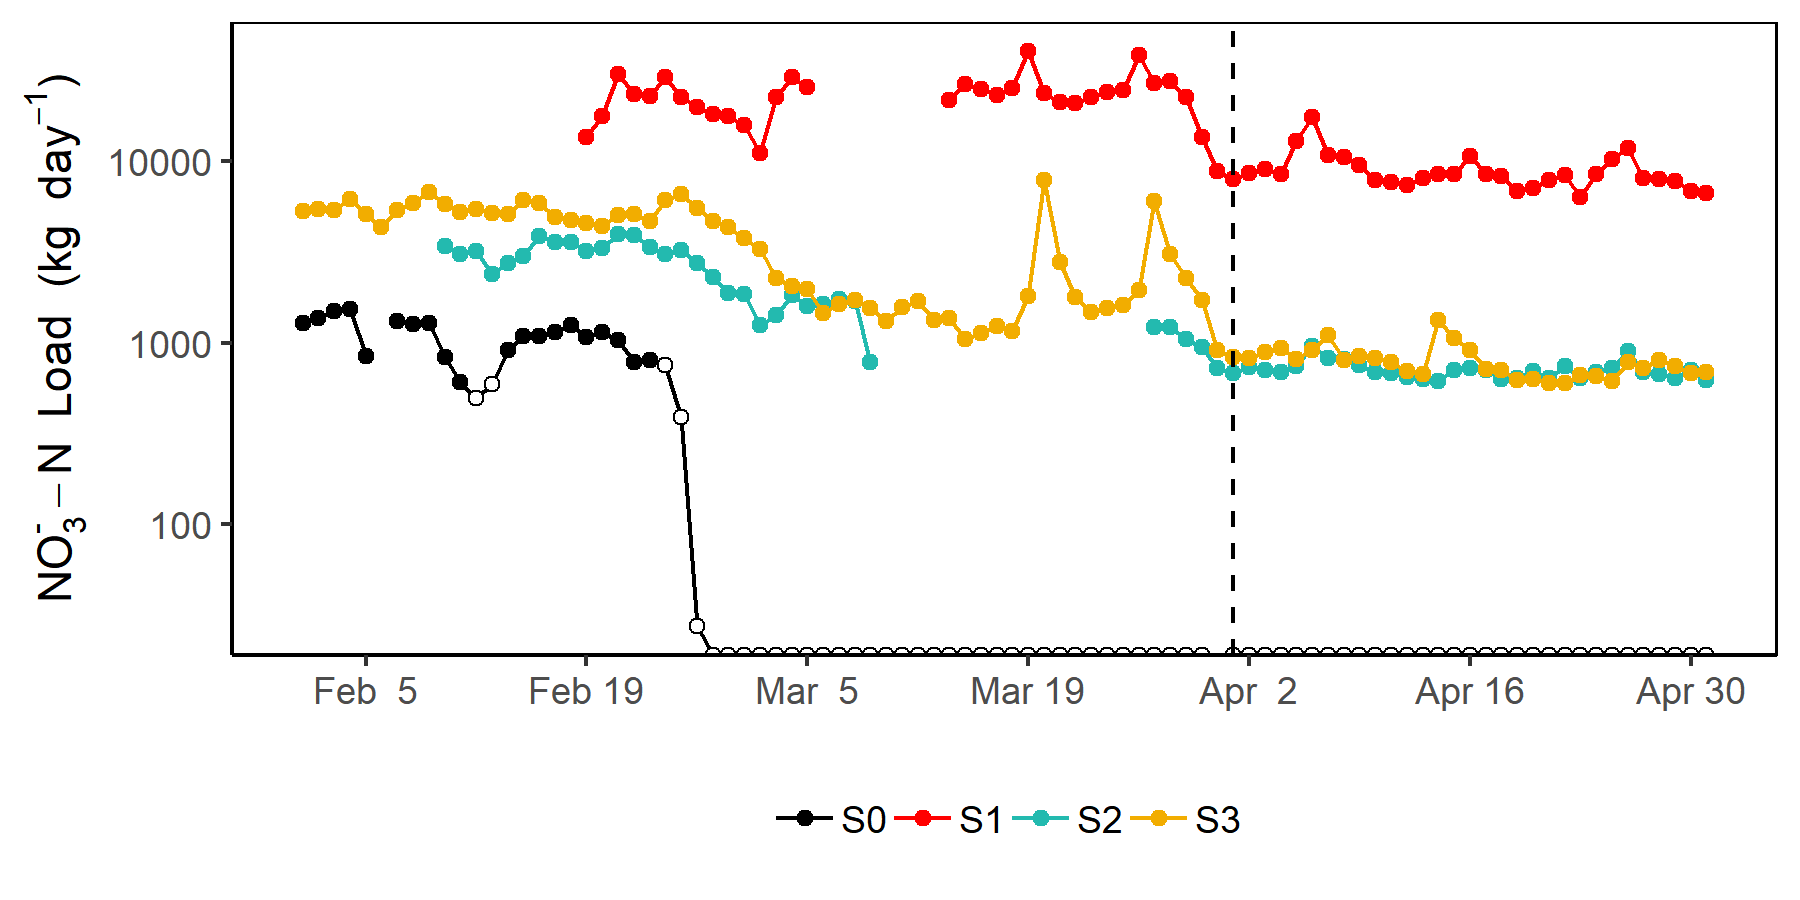 NO₃⁻ – N Load (kg day⁻¹)
10000
1000
100
Feb 5
Feb 19
Mar 5
Mar 19
Apr 2
Apr 16
Apr 30
S0
S1
S2
S3